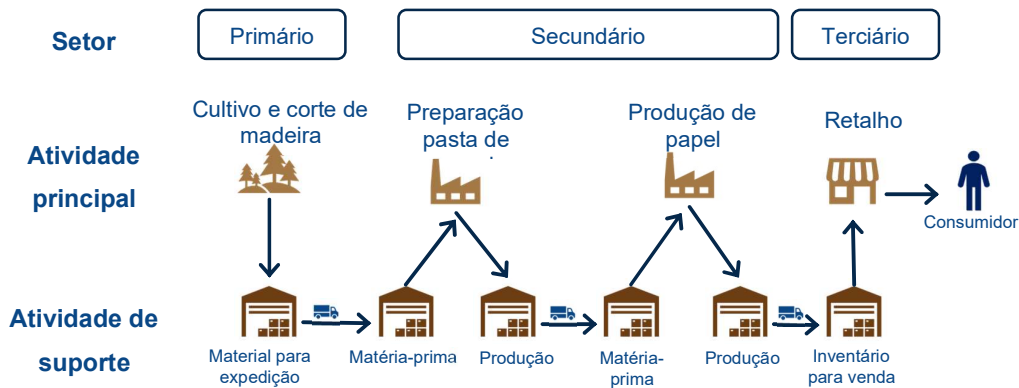 Setor
Primário
Secundário
Terciário
Atividade
principal
Cultivo e corte de
madeira
Preparação
pasta de
Produção de
papel
Retalho
Consumidor
Atividade de
suporte
Material para
expedição
Matéria-prima
Produção
Matéria-
prima
Produção
Inventário
para venda